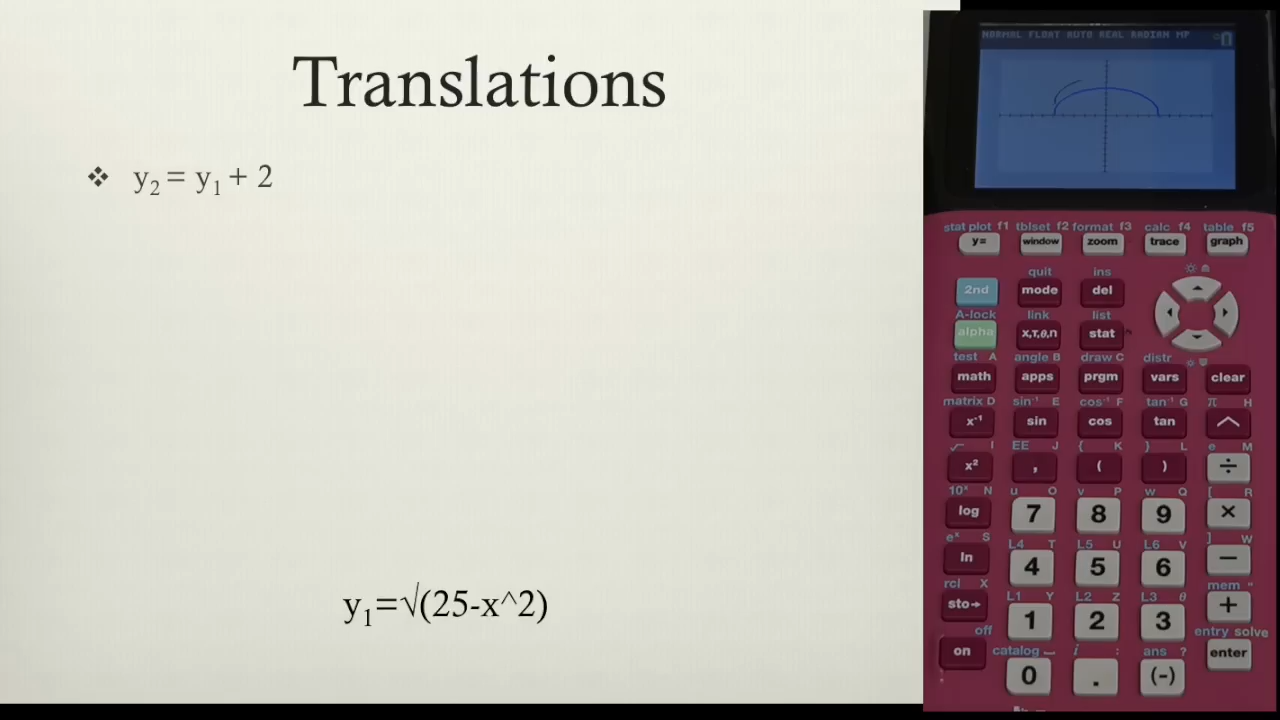 Translations
❖ y₂ = y₁ + 2
y₁=√(25-x^2)
NORMAL FLOAT AUTO REAL RADIAN MP
stat plot f1 tblset f2 format f3 calc f4 table f5
y= window zoom trace graph
quit ins
2nd mode del
A-lock link list
alpha X,T,θ,n stat
test A angle B draw C distr
math apps prgm vars clear
matrix D sin⁻¹ E cos⁻¹ F tan⁻¹ G π H
x⁻¹ sin cos tan ^
√ I EE J { K } L e M
x² , ( ) ÷
10ˣ N u O v P w Q [ R
log 7 8 9 ×
eˣ S L4 T L5 U L6 V ] W
ln 4 5 6 −
rcl X L1 Y L2 Z L3 θ mem "
sto→ 1 2 3 +
off catalog i : ans ? entry solve
on 0 . (-) enter